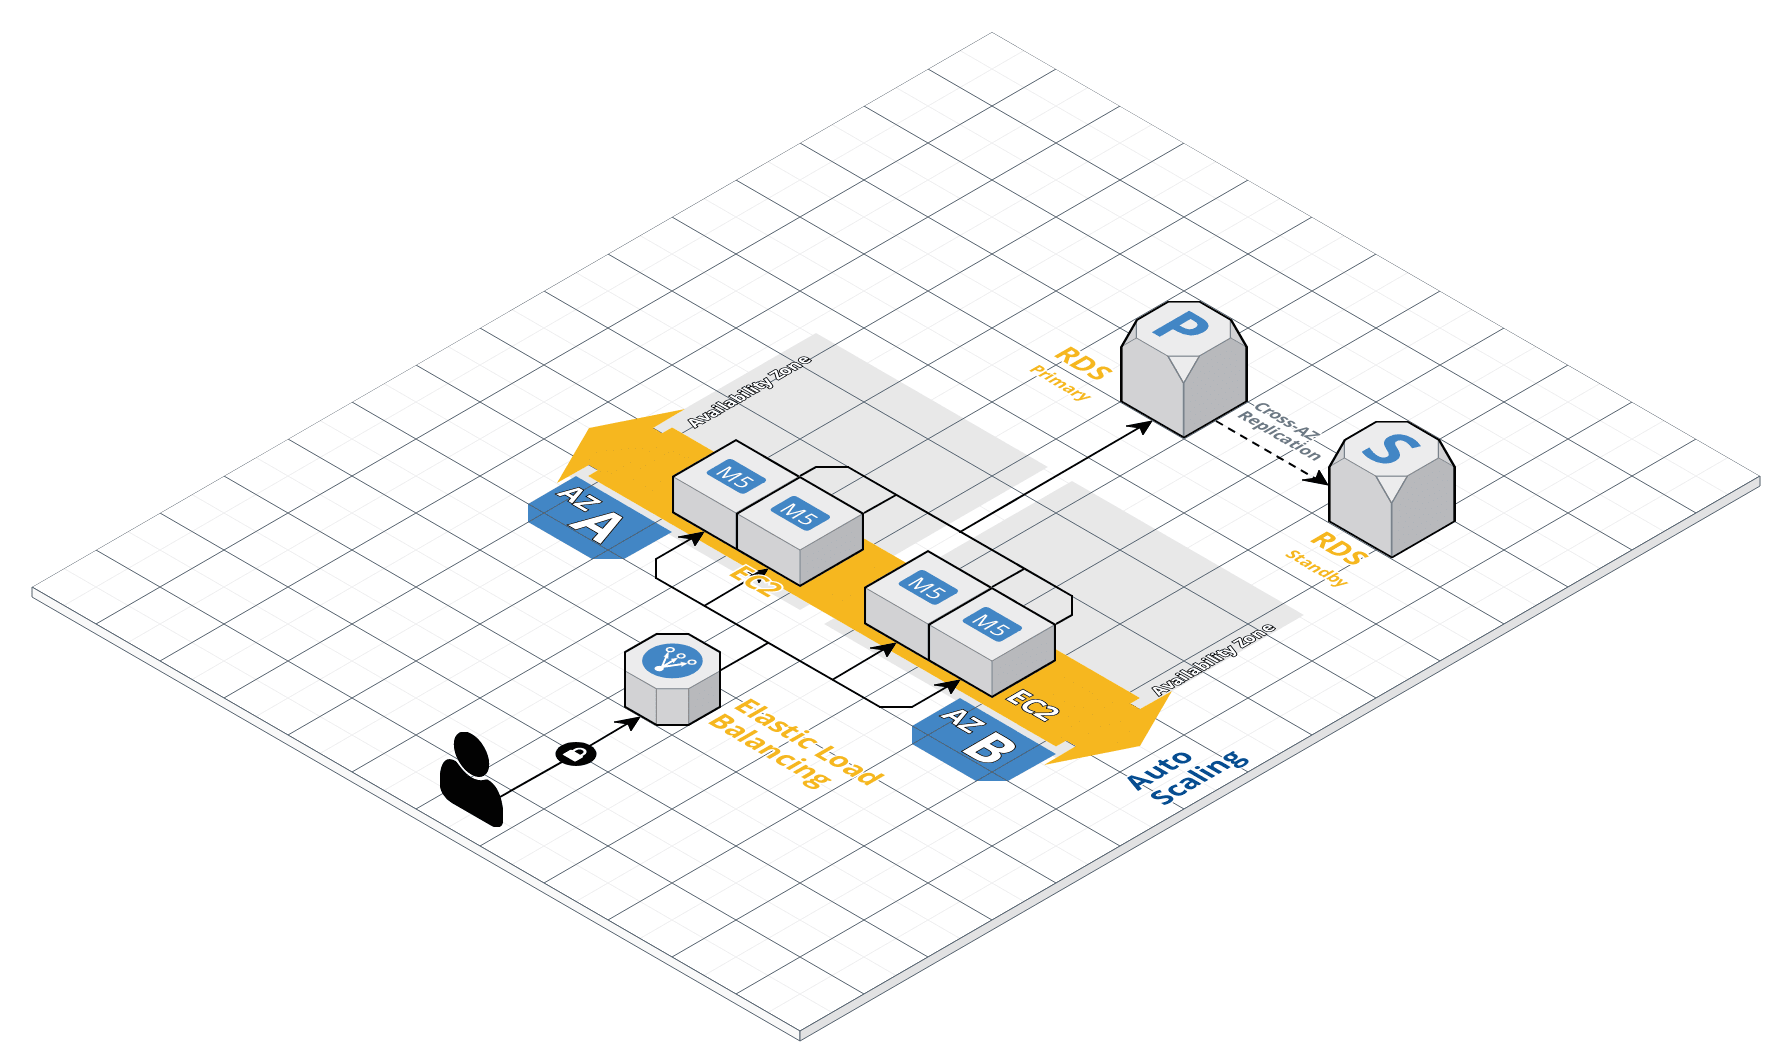 P
RDS
Primary
Cross-AZ
Replication
S
RDS
Standby
Availability Zone
AZ
A
M5
M5
EC2
M5
M5
EC2
Availability Zone
AZ
B
Elastic Load
Balancing
Auto
Scaling